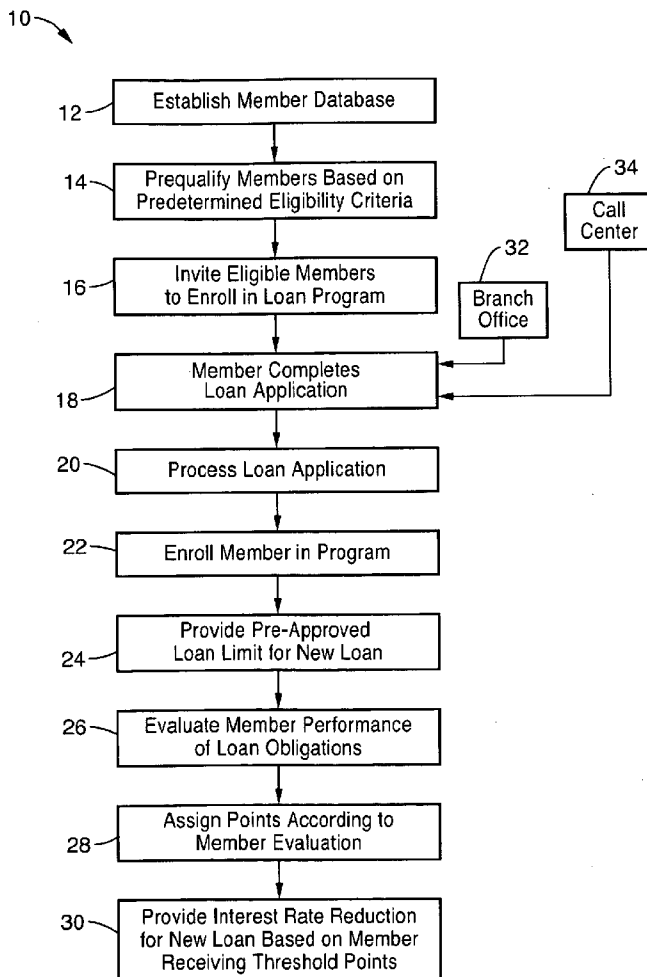 10
12
Establish Member Database
14
Prequalify Members Based on
Predetermined Eligibility Criteria
34
Call
Center
16
Invite Eligible Members
to Enroll in Loan Program
32
Branch
Office
18
Member Completes
Loan Application
20
Process Loan Application
22
Enroll Member in Program
24
Provide Pre-Approved
Loan Limit for New Loan
26
Evaluate Member Performance
of Loan Obligations
28
Assign Points According to
Member Evaluation
30
Provide Interest Rate Reduction
for New Loan Based on Member
Receiving Threshold Points